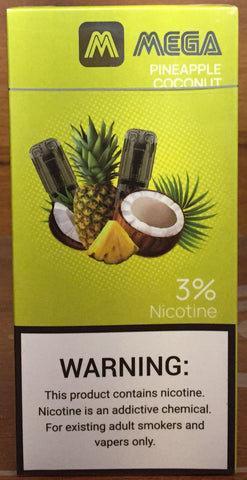 M MEGA
PINEAPPLE
COCONUT
3%
Nicotine
WARNING:
This product contains nicotine.
Nicotine is an addictive chemical.
For existing adult smokers and
vapers only.